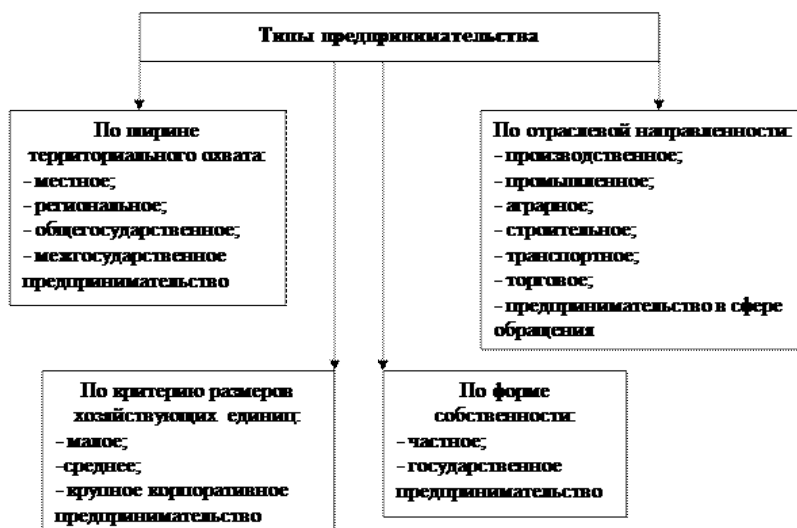 Типы предпринимательства
По ширине
территориального охвата:
- местное;
- региональное;
- общегосударственное;
- межгосударственное
предпринимательство
По отраслевой направленности:
- производственное;
- промышленное;
- аграрное;
- строительное;
- транспортное;
- торговое;
- предпринимательство в сфере
обращения
По критерию размеров
хозяйствующих единиц:
- малое;
-среднее;
- крупное корпоративное
предпринимательство
По форме
собственности:
- частное;
- государственное
предпринимательство